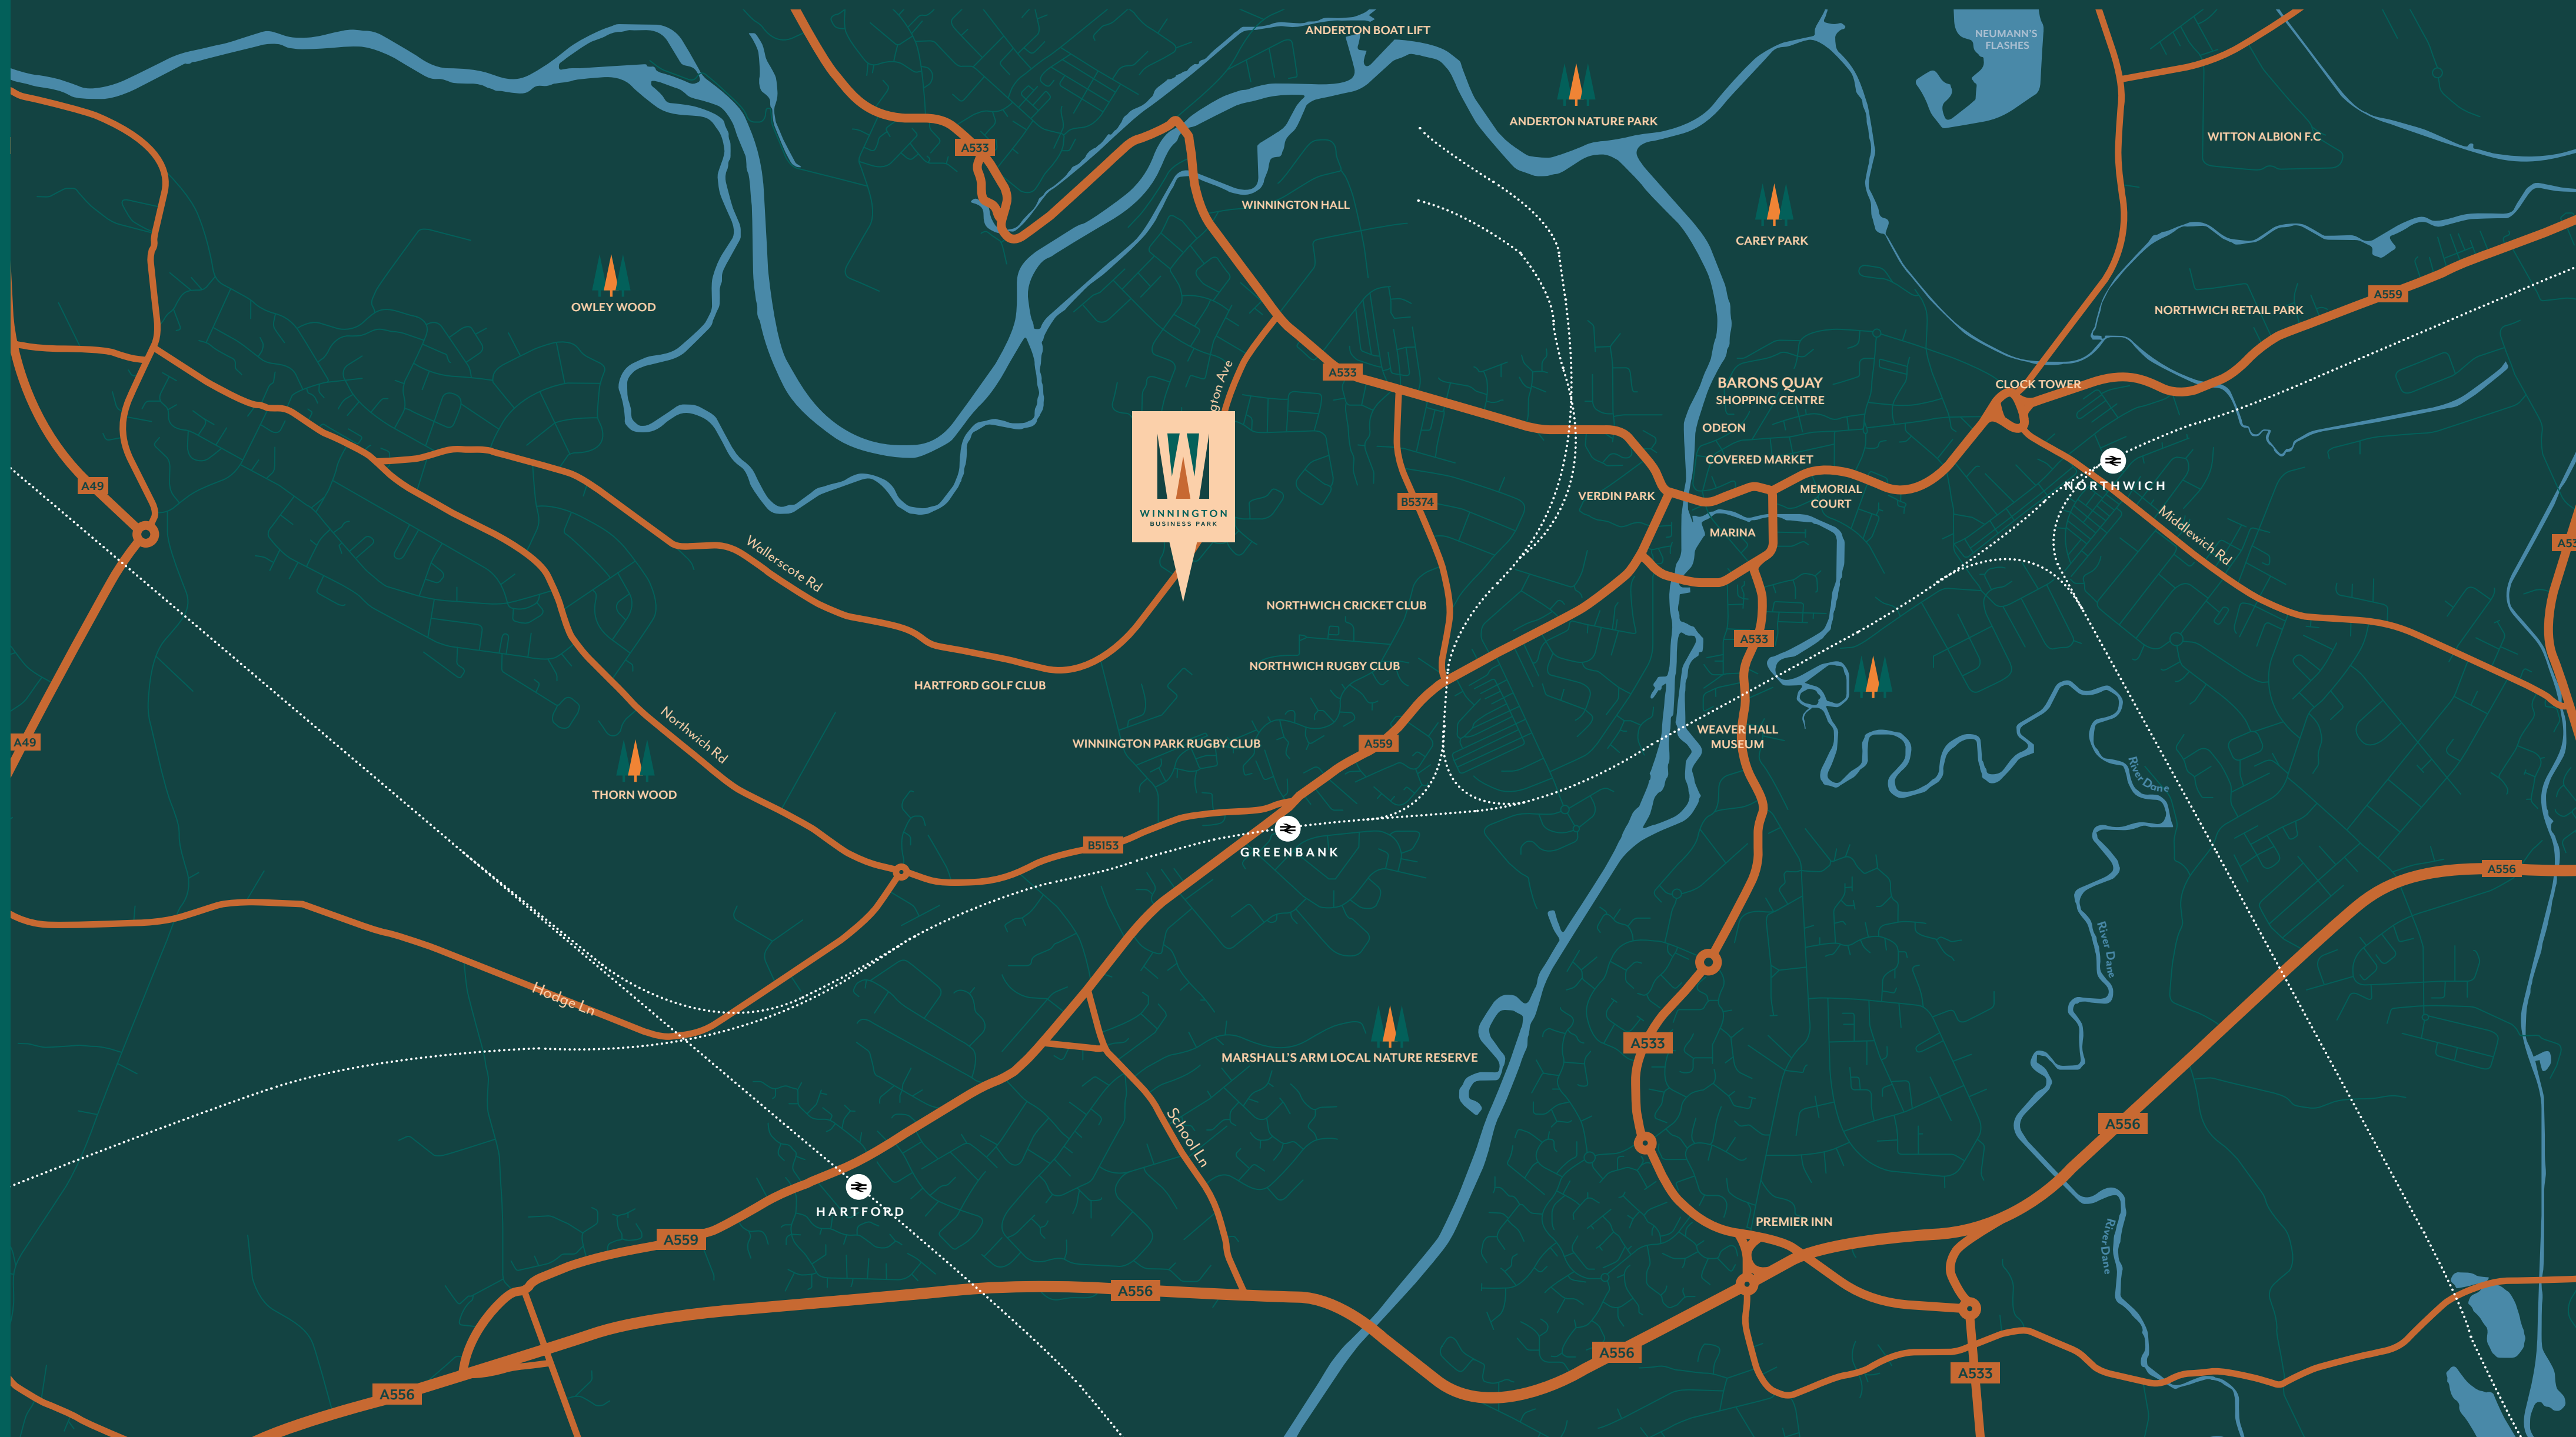 ANDERTON BOAT LIFT
NEUMANN'S
FLASHES
ANDERTON NATURE PARK
WITTON ALBION F.C
A533
WINNINGTON HALL
CAREY PARK
OWLEY WOOD
A559
NORTHWICH RETAIL PARK
A533
gton Ave
BARONS QUAY
SHOPPING CENTRE
CLOCK TOWER
ODEON
COVERED MARKET
A49
B5374
VERDIN PARK
MEMORIAL
COURT
NORTHWICH
WINNINGTON
BUSINESS PARK
MARINA
Middlewich Rd
A53
Wallerscote Rd
NORTHWICH CRICKET CLUB
A533
NORTHWICH RUGBY CLUB
HARTFORD GOLF CLUB
Northwich Rd
A49
WINNINGTON PARK RUGBY CLUB
A559
WEAVER HALL
MUSEUM
River Dane
THORN WOOD
B5153
GREENBANK
A556
River Dane
Hodge Ln
A533
MARSHALL'S ARM LOCAL NATURE RESERVE
A556
School Ln
HARTFORD
PREMIER INN
A559
River Dane
A556
A556
A533
A556